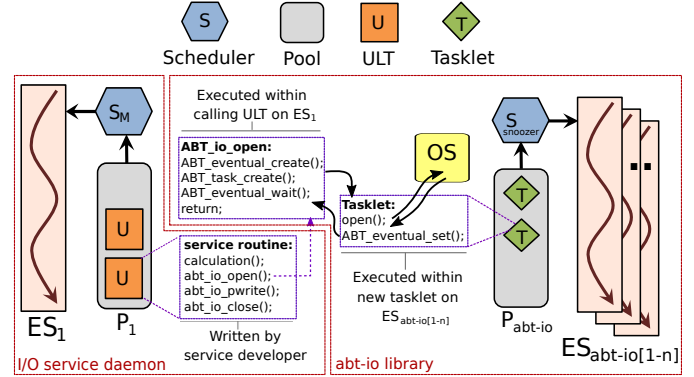 S
U
T
Scheduler
Pool
ULT
Tasklet
Executed within
calling ULT on ES1
SM
ABT_io_open:
ABT_eventual_create();
ABT_task_create();
ABT_eventual_wait();
return;
OS
S
snoozer
T
T
Tasklet:
open();
ABT_eventual_set();
U
U
service routine:
calculation();
abt_io_open();
abt_io_pwrite();
abt_io_close();
Executed within
new tasklet on
ESabt-io[1-n]
ES1
P1
Written by
service developer
Pabt-io
ESabt-io[1-n]
I/O service daemon
abt-io library